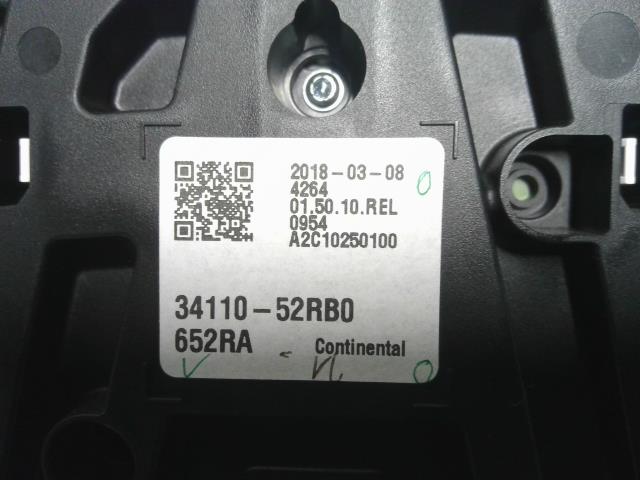 2018-03-08
4264
01.50.10.REL
0954
A2C10250100
34110-52RB0
652RA
Continental